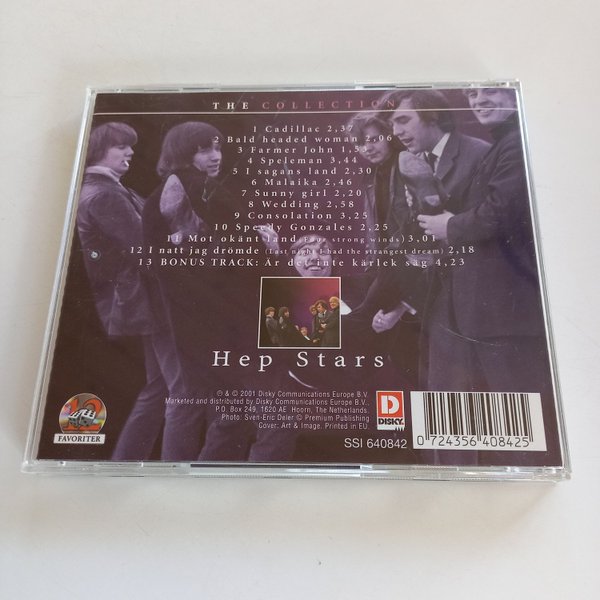 THE COLLECTION
1 Cadillac 2,37
2 Bald headed woman 2,06
3 Farmer John 1,53
4 Speleman 3,44
5 I sagans land 2,30
6 Malaika 2,46
7 Sunny girl 2,20
8 Wedding 2,58
9 Consolation 3,25
10 Speedy Gonzales 2,25
11 Mot okänt land (Four strong winds) 3,01
12 I natt jag drömde (Last night I had the strangest dream) 2,18
13 BONUS TRACK: Är det inte kärlek säg 4,23
Hep Stars
℗ & © 2001 Disky Communications Europe B.V.
Marketed and distributed by Disky Communications Europe B.V.,
P.O. Box 249, 1620 AE Hoorn, The Netherlands.
Photo: Sven-Eric Deler © Premium Publishing
Cover: Art & Image. Printed in EU.
FAVORITER
D
DISKY
SSI 640842
0 724356 408425